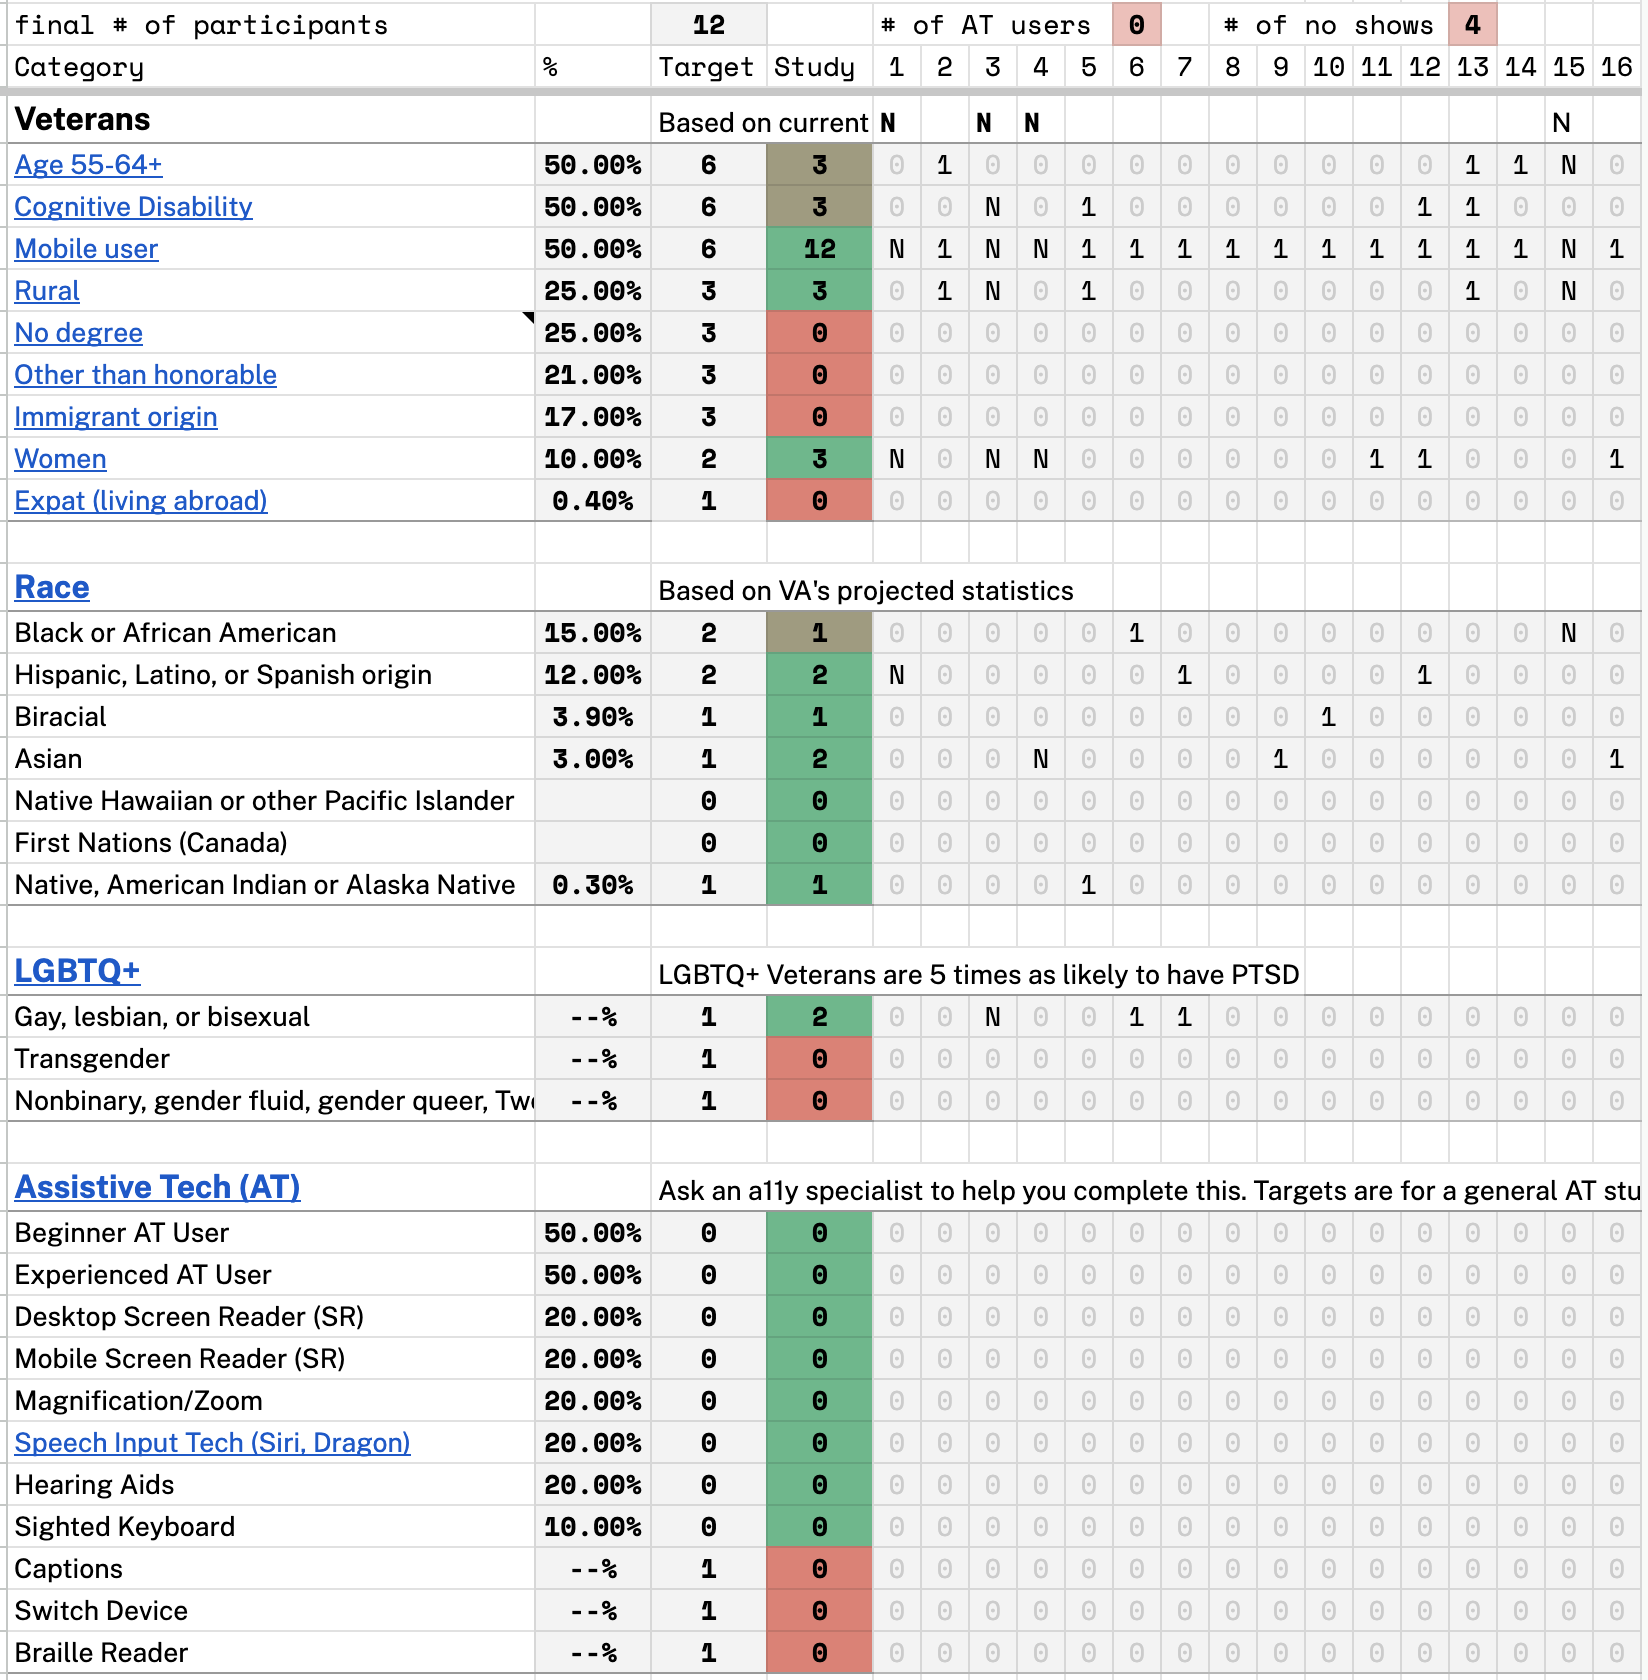 final # of participants 12 # of AT users 0 # of no shows 4
Category % Target Study 1 2 3 4 5 6 7 8 9 10 11 12 13 14 15 16
Veterans Based on current N N N N
Age 55-64+ 50.00% 6 3 0 1 0 0 0 0 0 0 0 0 0 0 1 1 N 0
Cognitive Disability 50.00% 6 3 0 0 N 0 1 0 0 0 0 0 0 1 1 0 0 0
Mobile user 50.00% 6 12 N 1 N N 1 1 1 1 1 1 1 1 1 1 N 1
Rural 25.00% 3 3 0 1 N 0 1 0 0 0 0 0 0 0 1 0 N 0
No degree 25.00% 3 0 0 0 0 0 0 0 0 0 0 0 0 0 0 0 0 0
Other than honorable 21.00% 3 0 0 0 0 0 0 0 0 0 0 0 0 0 0 0 0 0
Immigrant origin 17.00% 3 0 0 0 0 0 0 0 0 0 0 0 0 0 0 0 0 0
Women 10.00% 2 3 N 0 N N 0 0 0 0 0 0 1 1 0 0 0 1
Expat (living abroad) 0.40% 1 0 0 0 0 0 0 0 0 0 0 0 0 0 0 0 0 0
Race Based on VA's projected statistics
Black or African American 15.00% 2 1 0 0 0 0 0 1 0 0 0 0 0 0 0 0 N 0
Hispanic, Latino, or Spanish origin 12.00% 2 2 N 0 0 0 0 0 1 0 0 0 0 1 0 0 0 0
Biracial 3.90% 1 1 0 0 0 0 0 0 0 0 0 1 0 0 0 0 0 0
Asian 3.00% 1 2 0 0 0 N 0 0 0 0 1 0 0 0 0 0 0 1
Native Hawaiian or other Pacific Islander 0 0 0 0 0 0 0 0 0 0 0 0 0 0 0 0 0 0
First Nations (Canada) 0 0 0 0 0 0 0 0 0 0 0 0 0 0 0 0 0 0
Native, American Indian or Alaska Native 0.30% 1 1 0 0 0 0 1 0 0 0 0 0 0 0 0 0 0 0
LGBTQ+ LGBTQ+ Veterans are 5 times as likely to have PTSD
Gay, lesbian, or bisexual --% 1 2 0 0 N 0 0 1 1 0 0 0 0 0 0 0 0 0
Transgender --% 1 0 0 0 0 0 0 0 0 0 0 0 0 0 0 0 0 0
Nonbinary, gender fluid, gender queer, Tw --% 1 0 0 0 0 0 0 0 0 0 0 0 0 0 0 0 0 0
Assistive Tech (AT) Ask an a11y specialist to help you complete this. Targets are for a general AT stu
Beginner AT User 50.00% 0 0 0 0 0 0 0 0 0 0 0 0 0 0 0 0 0 0
Experienced AT User 50.00% 0 0 0 0 0 0 0 0 0 0 0 0 0 0 0 0 0 0
Desktop Screen Reader (SR) 20.00% 0 0 0 0 0 0 0 0 0 0 0 0 0 0 0 0 0 0
Mobile Screen Reader (SR) 20.00% 0 0 0 0 0 0 0 0 0 0 0 0 0 0 0 0 0 0
Magnification/Zoom 20.00% 0 0 0 0 0 0 0 0 0 0 0 0 0 0 0 0 0 0
Speech Input Tech (Siri, Dragon) 20.00% 0 0 0 0 0 0 0 0 0 0 0 0 0 0 0 0 0 0
Hearing Aids 20.00% 0 0 0 0 0 0 0 0 0 0 0 0 0 0 0 0 0 0
Sighted Keyboard 10.00% 0 0 0 0 0 0 0 0 0 0 0 0 0 0 0 0 0 0
Captions --% 1 0 0 0 0 0 0 0 0 0 0 0 0 0 0 0 0 0
Switch Device --% 1 0 0 0 0 0 0 0 0 0 0 0 0 0 0 0 0 0
Braille Reader --% 1 0 0 0 0 0 0 0 0 0 0 0 0 0 0 0 0 0